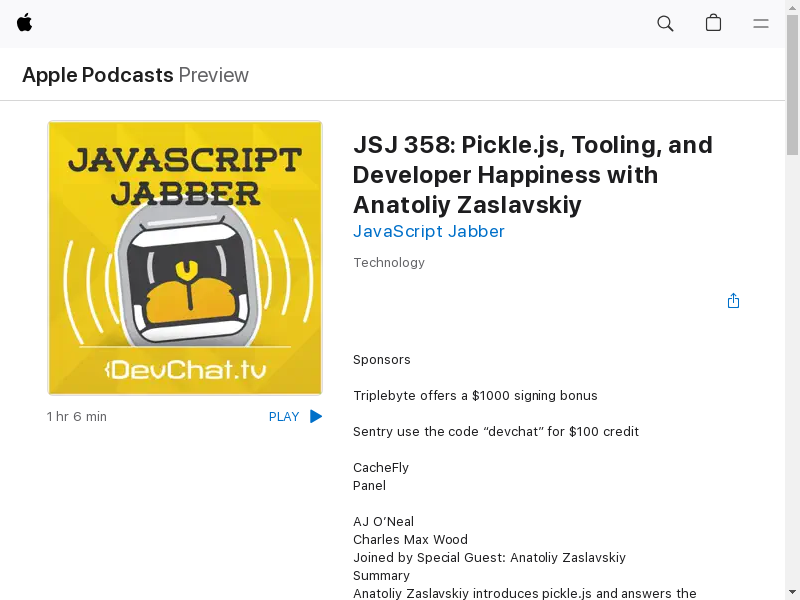 Apple Podcasts Preview
JAVASCRIPT
JABBER
{DevChat.tv
1 hr 6 min
PLAY
JSJ 358: Pickle.js, Tooling, and
Developer Happiness with
Anatoliy Zaslavskiy
JavaScript Jabber
Technology
Sponsors
Triplebyte offers a $1000 signing bonus
Sentry use the code “devchat” for $100 credit
CacheFly
Panel
AJ O’Neal
Charles Max Wood
Joined by Special Guest: Anatoliy Zaslavskiy
Summary
Anatoliy Zaslavskiy introduces pickle.js and answers the